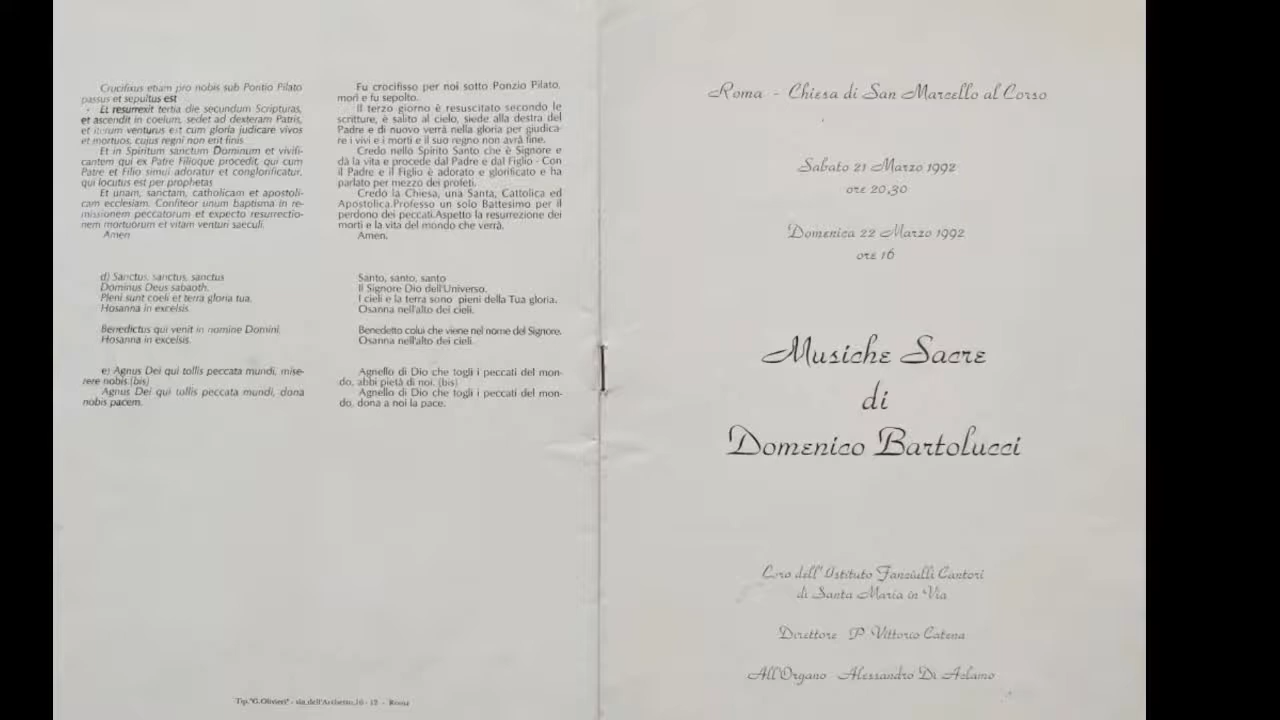 Crucifixus etiam pro nobis sub Pontio Pilato
passus et sepultus est
Et resurrexit tertia die secundum Scripturas,
et ascendit in coelum, sedet ad dexteram Patris,
et iterum venturus est cum gloria judicare vivos
et mortuos, cujus regni non erit finis
Et in Spiritum sanctum Dominum et vivifi-
cantem qui ex Patre Filioque procedit, qui cum
Patre et Filio simul adoratur et conglorificatur,
qui locutus est per prophetas
Et unam, sanctam, catholicam et apostoli-
cam ecclesiam. Confiteor unum baptisma in re-
missionem peccatorum et expecto resurrectio-
nem mortuorum et vitam venturi saeculi.
Amen
d) Sanctus, sanctus, sanctus
Dominus Deus sabaoth.
Pleni sunt coeli et terra gloria tua.
Hosanna in excelsis.
Benedictus qui venit in nomine Domini.
Hosanna in excelsis.
e) Agnus Dei qui tollis peccata mundi, mise-
rere nobis.(bis)
Agnus Dei qui tollis peccata mundi, dona
nobis pacem.
Fu crocifisso per noi sotto Ponzio Pilato,
morì e fu sepolto.
Il terzo giorno è resuscitato secondo le
scritture, è salito al cielo, siede alla destra del
Padre e di nuovo verrà nella gloria per giudica-
re i vivi e i morti e il suo regno non avrà fine.
Credo nello Spirito Santo che è Signore e
dà la vita e procede dal Padre e dal Figlio - Con
il Padre e il Figlio è adorato e glorificato e ha
parlato per mezzo dei profeti.
Credo la Chiesa, una Santa, Cattolica ed
Apostolica.Professo un solo Battesimo per il
perdono dei peccati.Aspetto la resurrezione dei
morti e la vita del mondo che verrà.
Amen.
Santo, santo, santo
Il Signore Dio dell'Universo.
I cieli e la terra sono pieni della Tua gloria.
Osanna nell'alto dei cieli.
Benedetto colui che viene nel nome del Signore.
Osanna nell'alto dei cieli.
Agnello di Dio che togli i peccati del mon-
do, abbi pietà di noi. (bis)
Agnello di Dio che togli i peccati del mon-
do, dona a noi la pace.
Tip."G.Olivieri" - via dell'Archetto,10 - 12 - Roma
Roma - Chiesa di San Marcello al Corso
Sabato 21 Marzo 1992
ore 20,30
Domenica 22 Marzo 1992
ore 16
Musiche Sacre
di
Domenico Bartolucci
Coro dell'Istituto Fanciulli Cantori
di Santa Maria in Via
Direttore P. Vittorio Catena
All'Organo Alessandro Di Aclamo